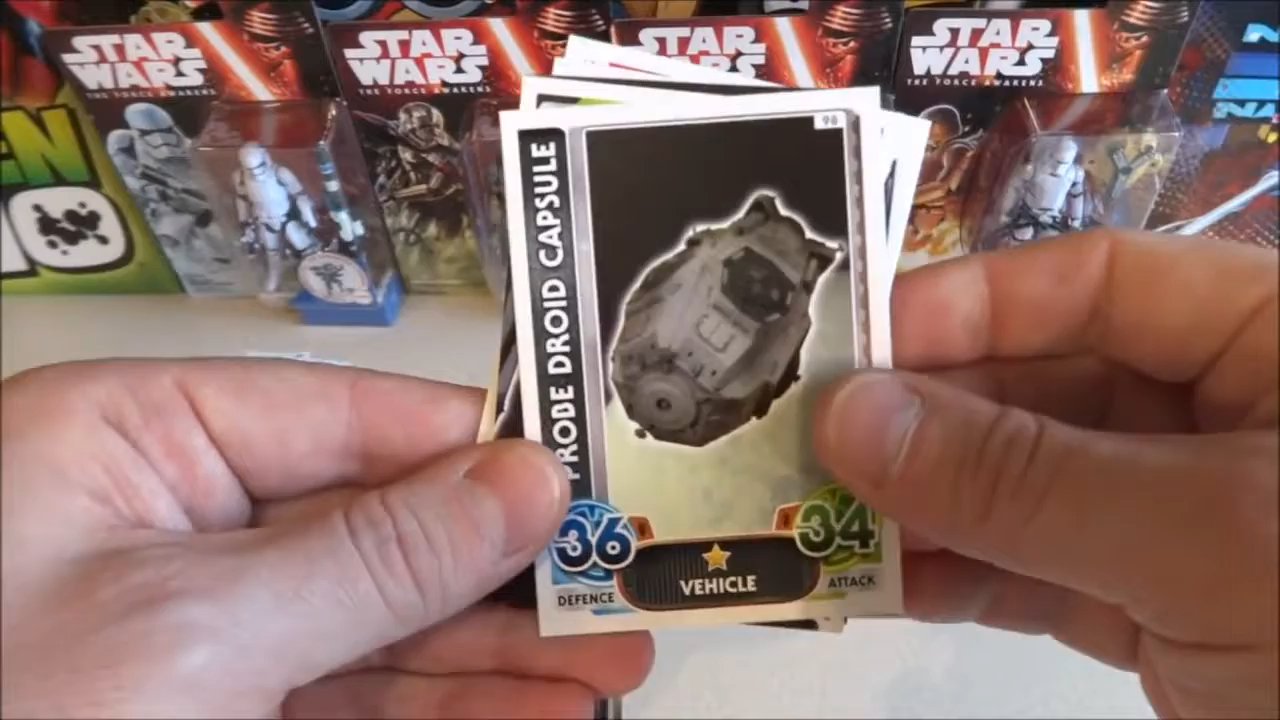 STAR WARS
THE FORCE AWAKENS
STAR WARS
THE FORCE AWAKENS
STAR WARS
STAR WARS
THE FORCE AWAKENS
98
PROBE DROID CAPSULE
36
DEFENCE
VEHICLE
34
ATTACK